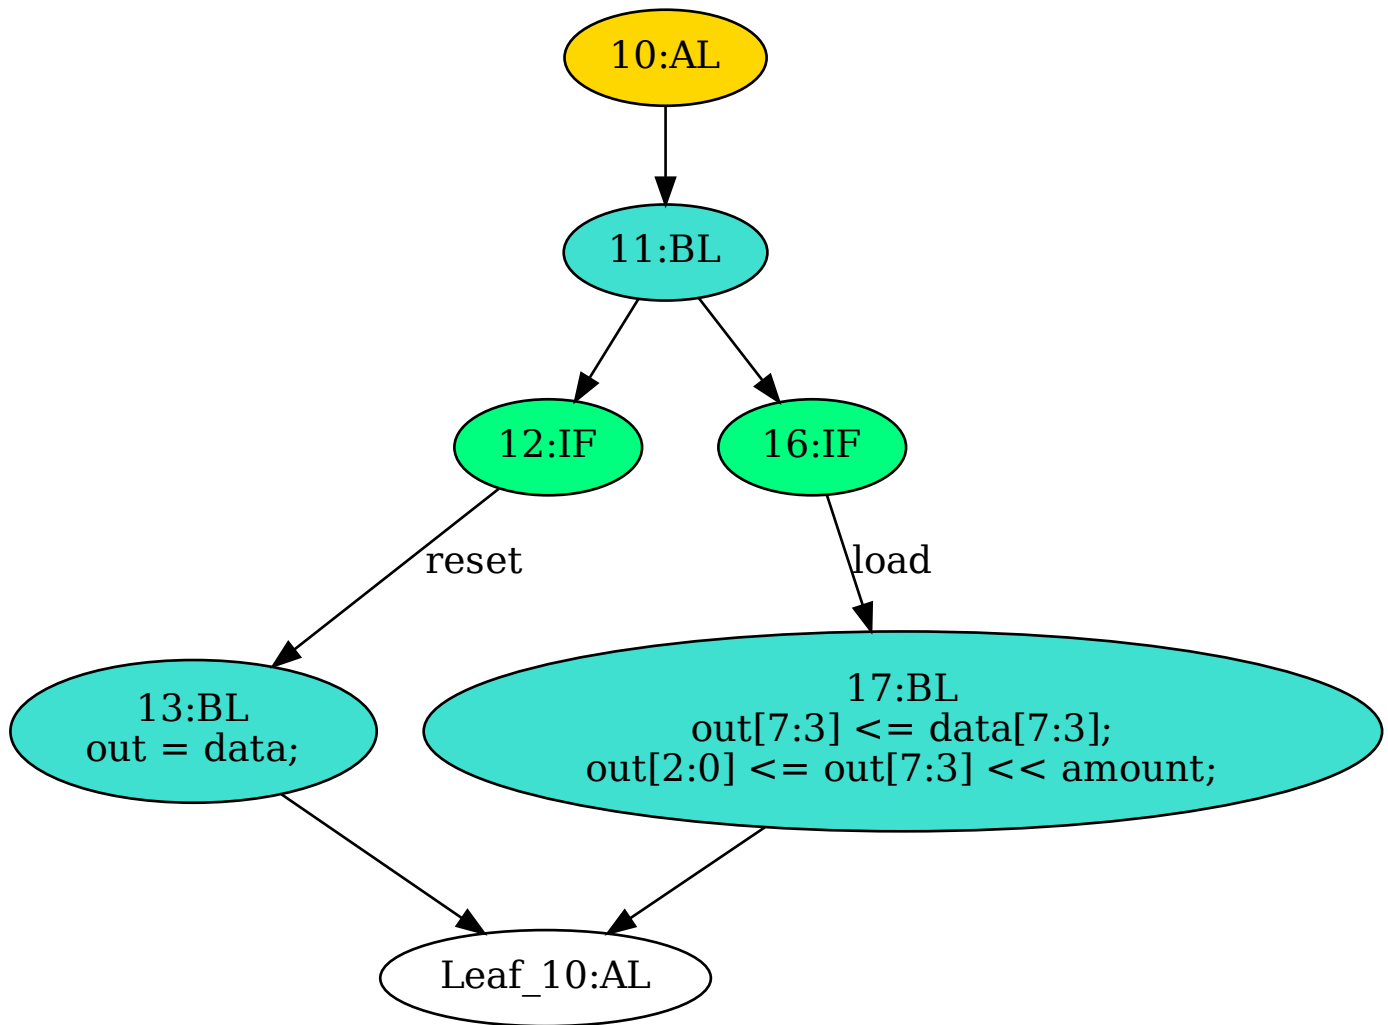 10:AL
11:BL
12:IF
16:IF
reset
load
13:BL
out = data;
17:BL
out[7:3] <= data[7:3];
out[2:0] <= out[7:3] << amount;
Leaf_10:AL